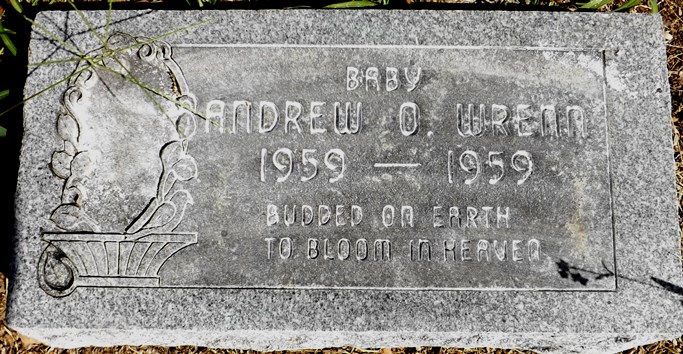 BABY
ANDREW O. WRENN
1959 — 1959
BUDDED ON EARTH
TO BLOOM IN HEAVEN